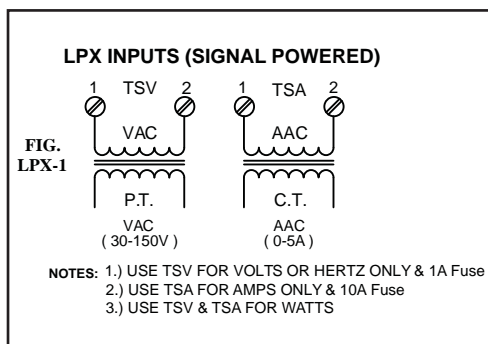 LPX INPUTS (SIGNAL POWERED)
1 TSV 2 1 TSA 2
VAC AAC
FIG.
LPX-1
P.T. C.T.
VAC AAC
( 30-150V ) ( 0-5A )
NOTES: 1.) USE TSV FOR VOLTS OR HERTZ ONLY & 1A Fuse
2.) USE TSA FOR AMPS ONLY & 10A Fuse
3.) USE TSV & TSA FOR WATTS